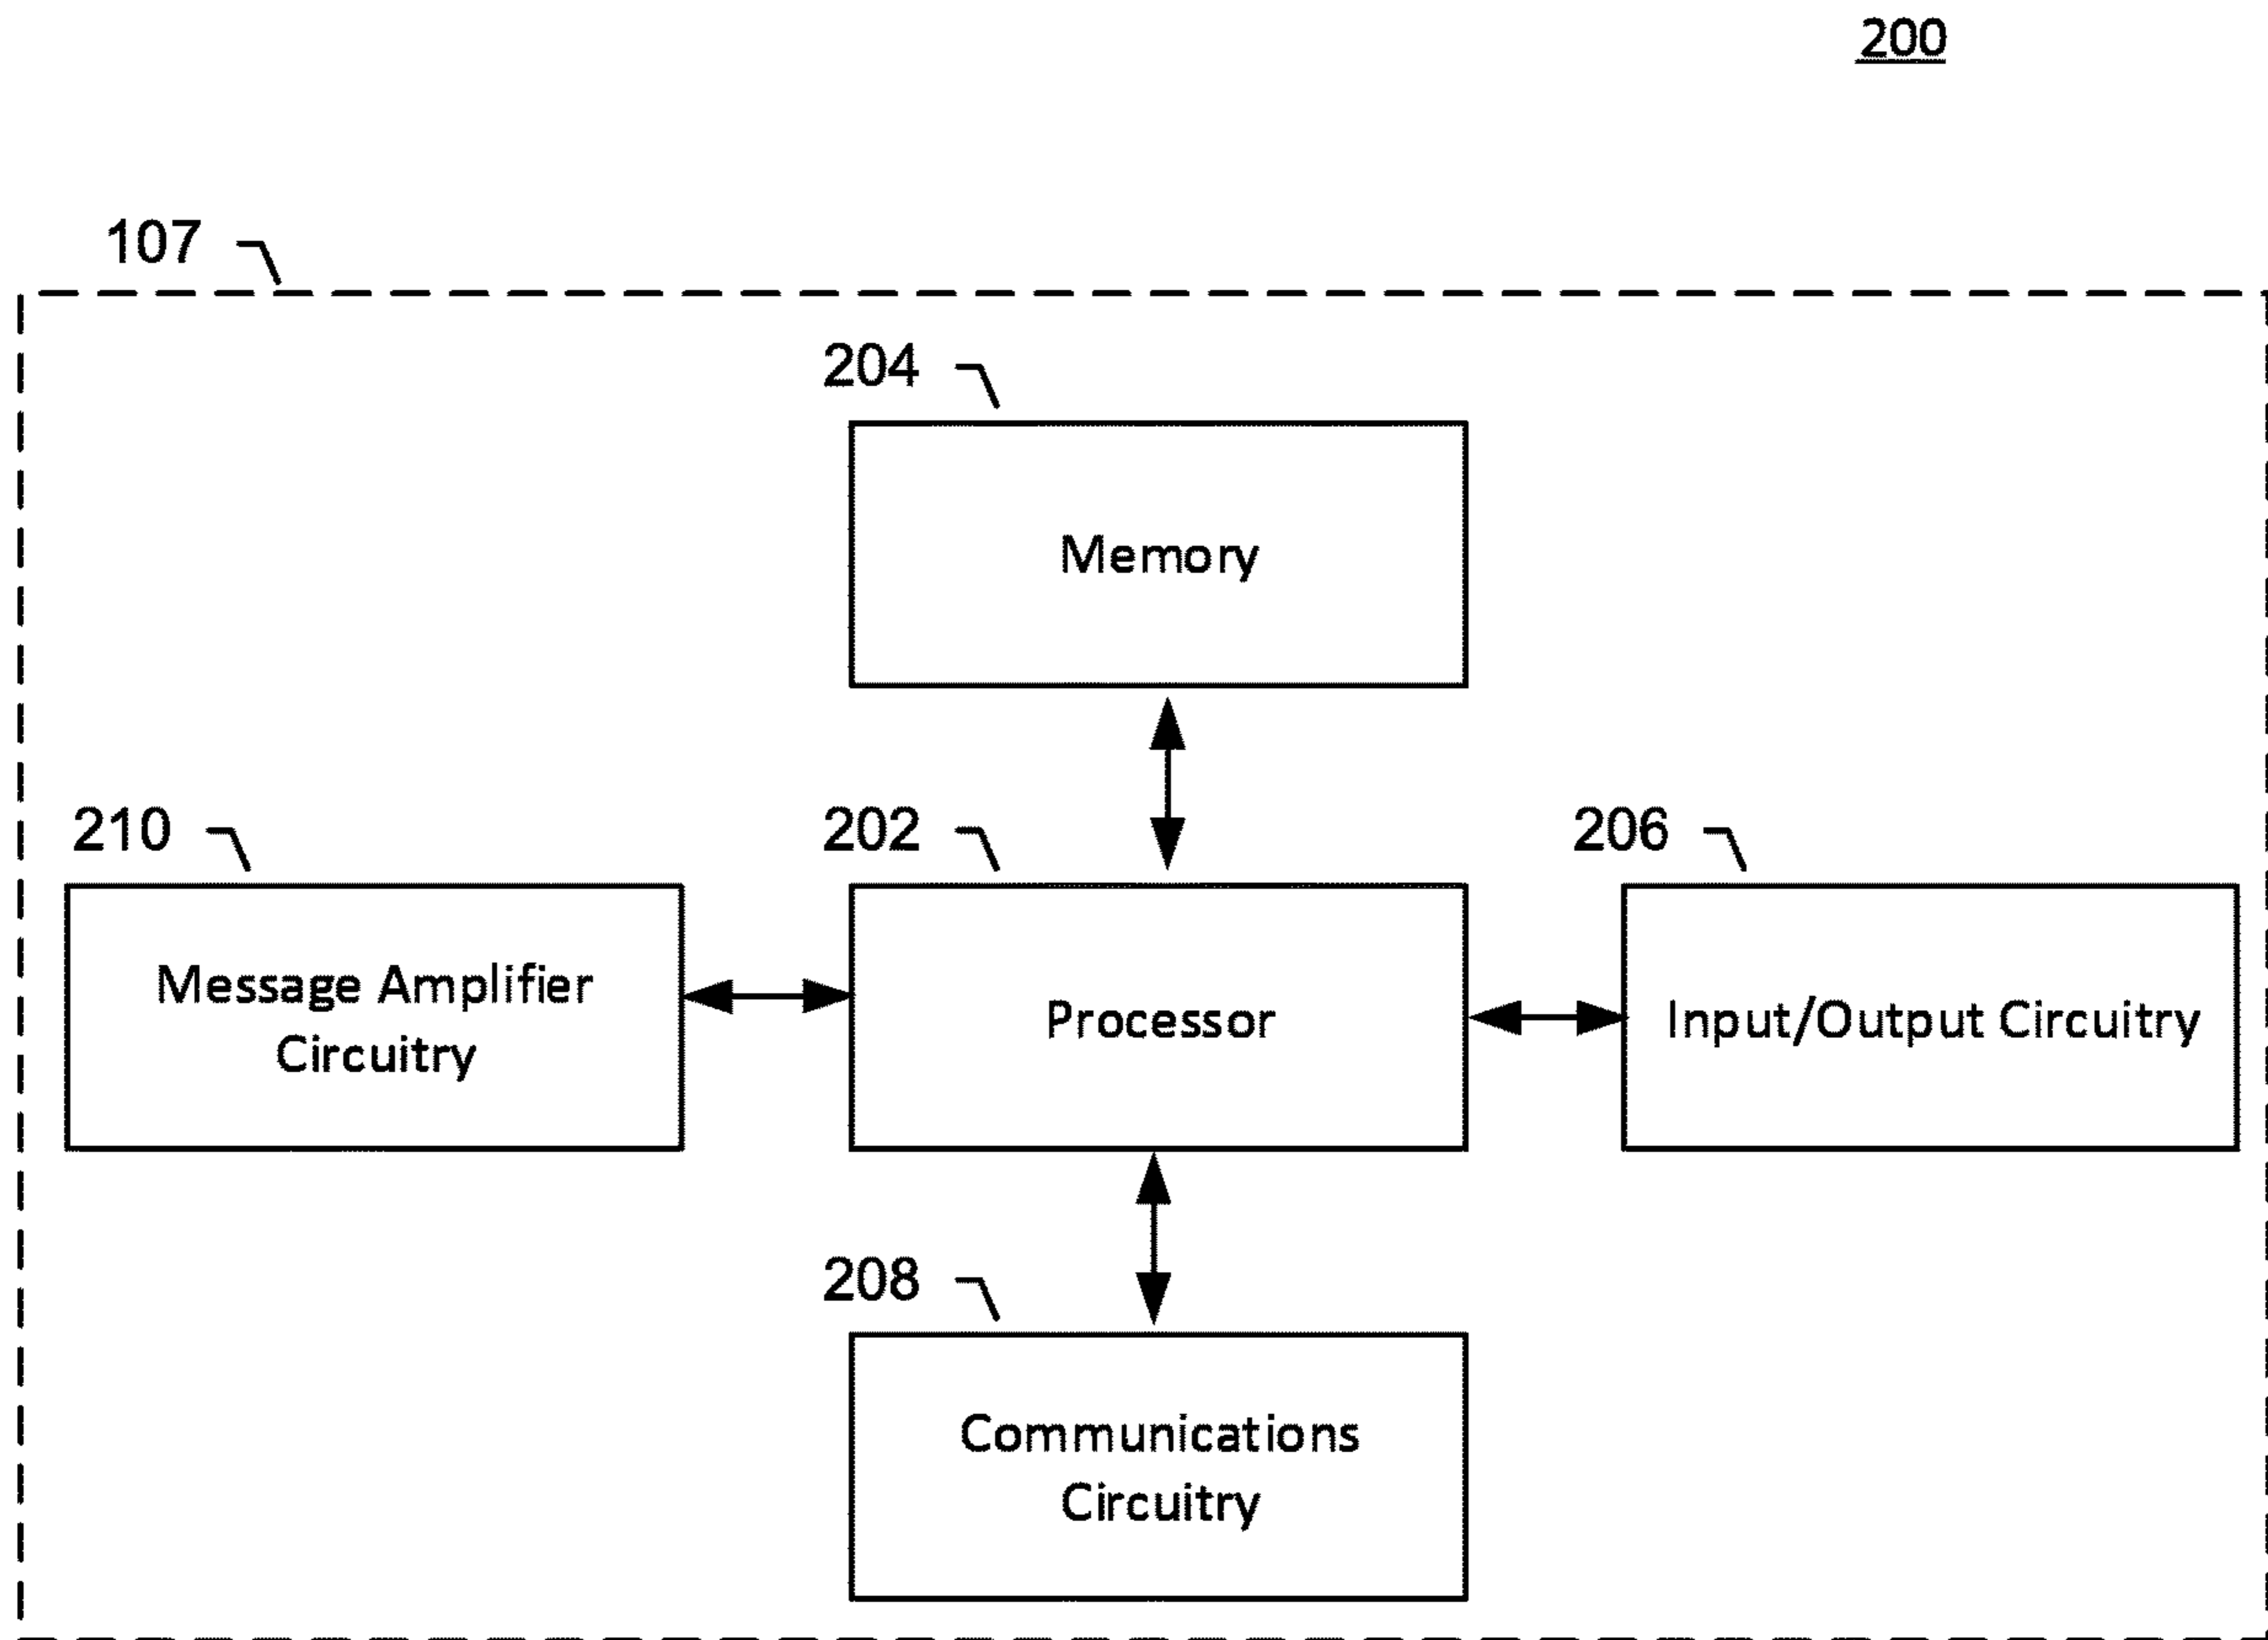 200
107
204
Memory
210
202
206
Message Amplifier
Circuitry
Processor
Input/Output Circuitry
208
Communications
Circuitry